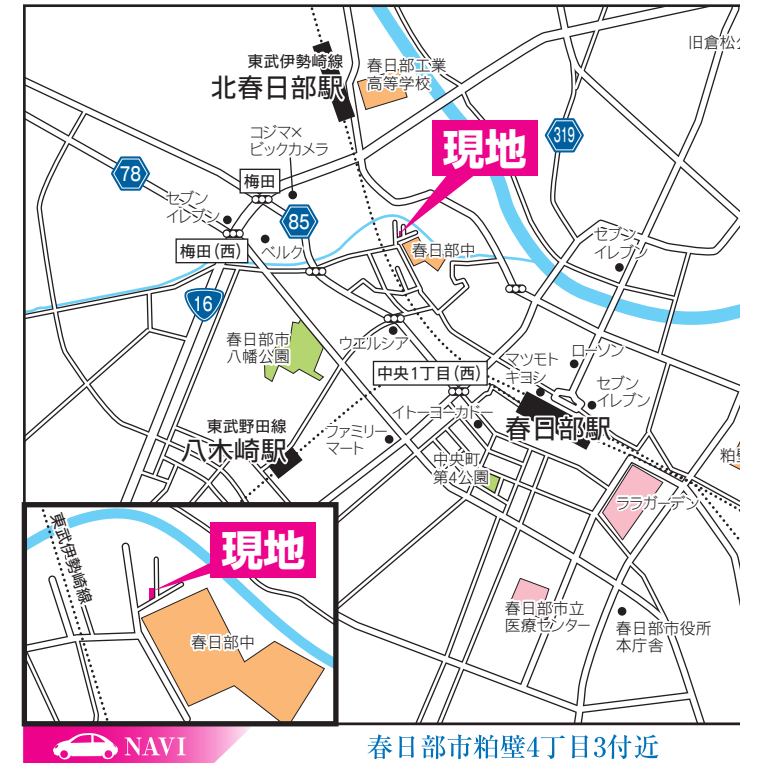 旧倉松公
東武伊勢崎線
北春日部駅
春日部工業
高等学校
コジマ×
ビックカメラ
現地
319
78
梅田
セブン
イレブン
85
梅田(西)
ベルク
春日部中
セブン
イレブン
16
春日部市
八幡公園
ウエルシア
中央1丁目(西)
マツモト
キヨシ
ローソン
セブン
イレブン
イトーヨーカドー
春日部駅
東武野田線
八木崎駅
ファミリー
マート
中央町
第4公園
粕壁
ララガーデン
東武伊勢崎線
現地
春日部中
春日部市立
医療センター
春日部市役所
本庁舎
NAVI
春日部市粕壁4丁目3付近